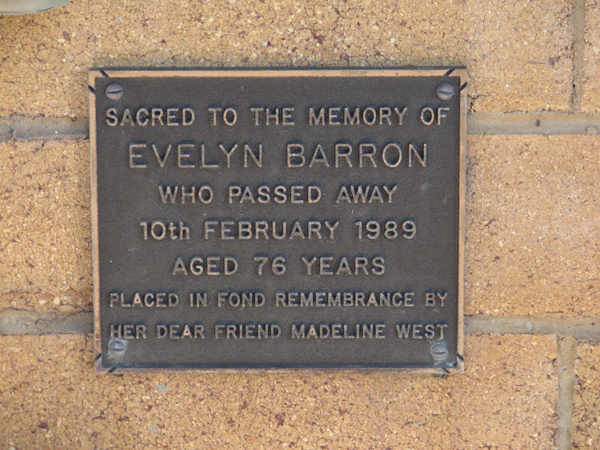 SACRED TO THE MEMORY OF
EVELYN BARRON
WHO PASSED AWAY
10th FEBRUARY 1989
AGED 76 YEARS
PLACED IN FOND REMEMBRANCE BY
HER DEAR FRIEND MADELINE WEST